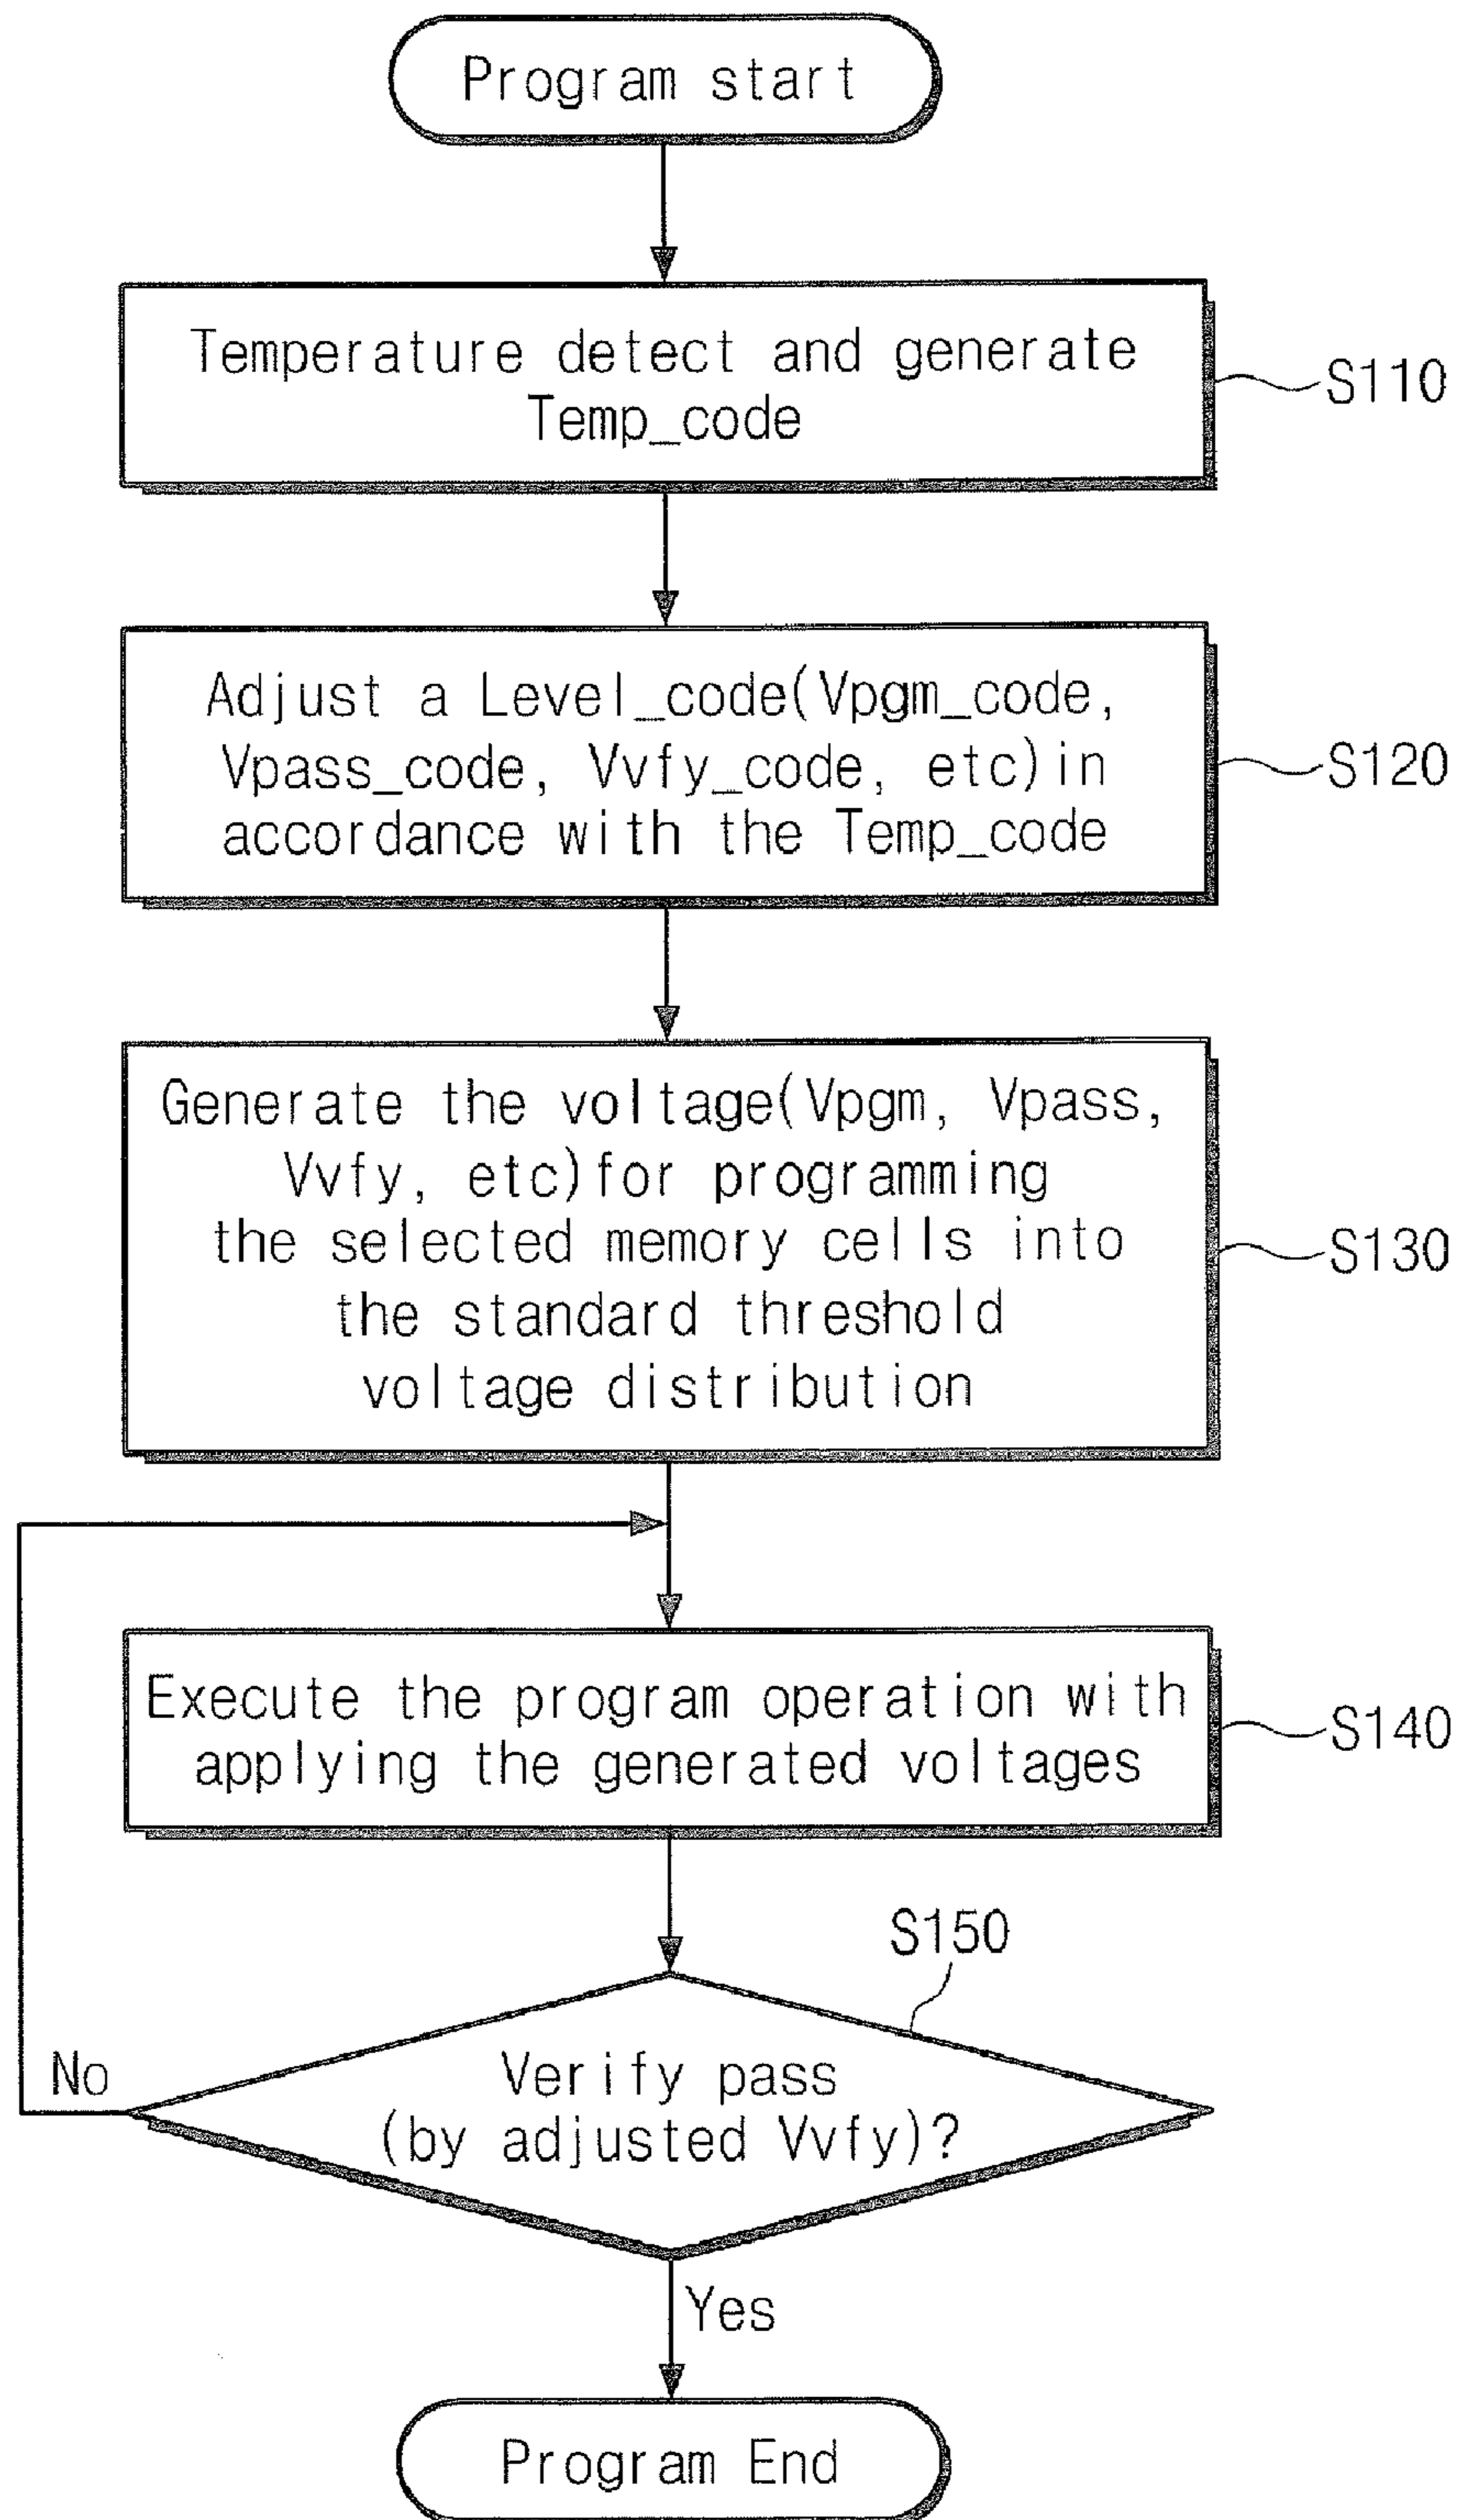 Program start
Temperature detect and generate
Temp_code
S110
Adjust a Level_code(Vpgm_code,
Vpass_code, Vvfy_code, etc)in
accordance with the Temp_code
S120
Generate the voltage(Vpgm, Vpass,
Vvfy, etc)for programming
the selected memory cells into
the standard threshold
voltage distribution
S130
Execute the program operation with
applying the generated voltages
S140
S150
Verify pass
(by adjusted Vvfy)?
No
Yes
Program End